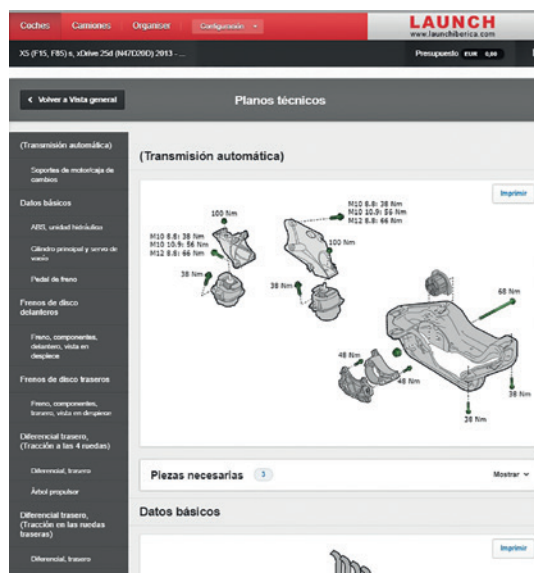 Coches Camiones Organiser Configuración
LAUNCH
www.launchiberica.com
X5 (F15, F85) s, xDrive 25d (N47D20D) 2013 - ...
Presupuesto EUR 0,00
< Volver a Vista general
Planos técnicos
(Transmisión automática)
Soportes de motor/caja de
cambios
Datos básicos
ABS, unidad hidráulica
Cilindro principal y servo de
vacío
Pedal de freno
Frenos de disco
delanteros
Freno, componentes,
delantero, vista en
despiece
Frenos de disco traseros
Freno, componentes,
trasero, vista en despiece
Diferencial trasero,
(Tracción a las 4 ruedas)
Diferencial, trasero
Árbol propulsor
Diferencial trasero,
(Tracción en las ruedas
traseras)
Diferencial, trasero
(Transmisión automática)
Imprimir
100 Nm
M10 8.8: 38 Nm
M10 10.9: 56 Nm
M12 8.8: 66 Nm
M10 8.8: 38 Nm
M10 10.9: 56 Nm
M12 8.8: 66 Nm
100 Nm
38 Nm
38 Nm
68 Nm
48 Nm
48 Nm
38 Nm
38 Nm
Piezas necesarias 3
Mostrar
Datos básicos
Imprimir